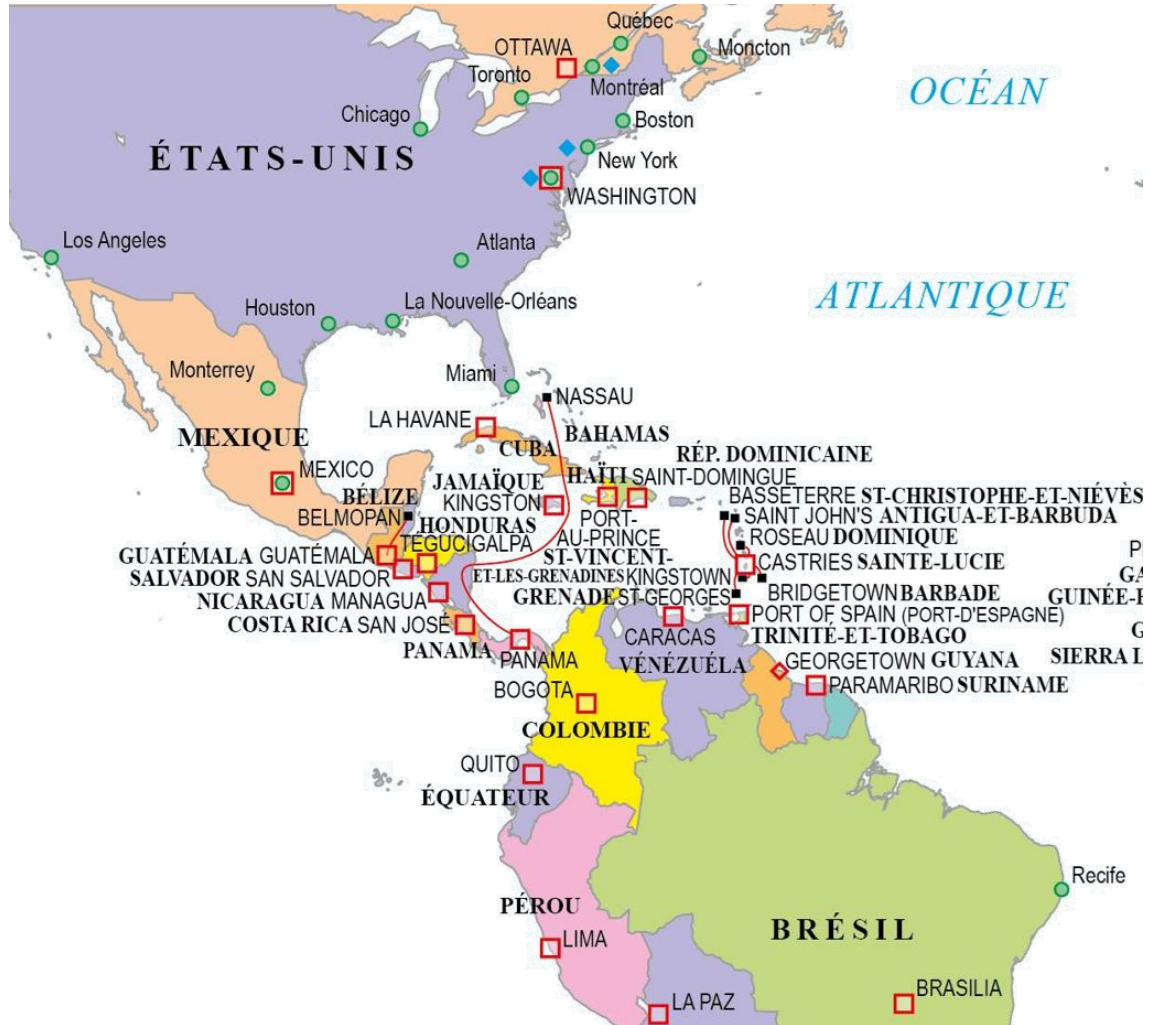 Québec
OTTAWA
Moncton
Toronto
Montréal
OCÉAN
Chicago
Boston
ÉTATS-UNIS
New York
WASHINGTON
Los Angeles
Atlanta
ATLANTIQUE
Houston
La Nouvelle-Orléans
Monterrey
Miami
NASSAU
LA HAVANE
BAHAMAS
MEXIQUE
CUBA
RÉP. DOMINICAINE
MEXICO
JAMAÏQUE
HAÏTI SAINT-DOMINGUE
BÉLIZE
KINGSTON
BASSETERRE ST-CHRISTOPHE-ET-NIÉVÈS
BELMOPAN
HONDURAS
PORT-
AU-PRINCE
SAINT JOHN'S ANTIGUA-ET-BARBUDA
TEGUCIGALPA
ROSEAU DOMINIQUE
GUATÉMALA GUATÉMALA
ST-VINCENT-
ET-LES-GRENADINES KINGSTOWN
CASTRIES SAINTE-LUCIE
SALVADOR SAN SALVADOR
BRIDGETOWN BARBADE
NICARAGUA MANAGUA
GRENADE ST-GEORGES
GUINÉE-B
COSTA RICA SAN JOSÉ
PORT OF SPAIN (PORT-D'ESPAGNE)
TRINITÉ-ET-TOBAGO
PANAMA
PANAMA
CARACAS
VÉNÉZUÉLA
GEORGETOWN GUYANA
SIERRA L
BOGOTA
PARAMARIBO SURINAME
COLOMBIE
QUITO
ÉQUATEUR
Recife
PÉROU
BRÉSIL
LIMA
LA PAZ
BRASILIA